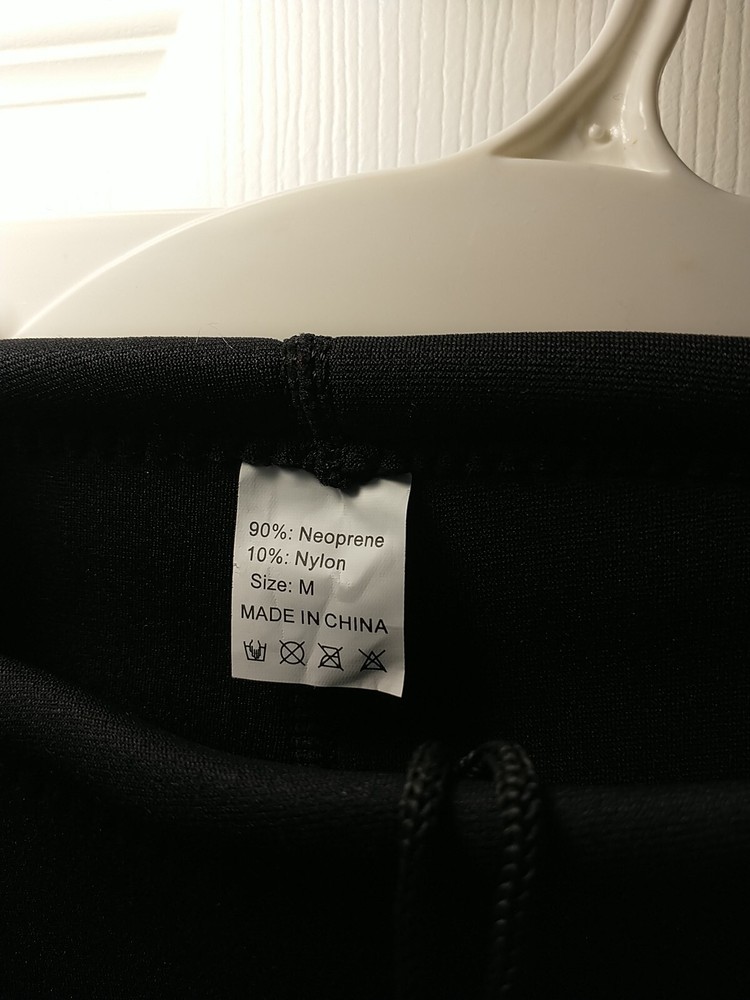 90%: Neoprene
10%: Nylon
Size: M
MADE IN CHINA